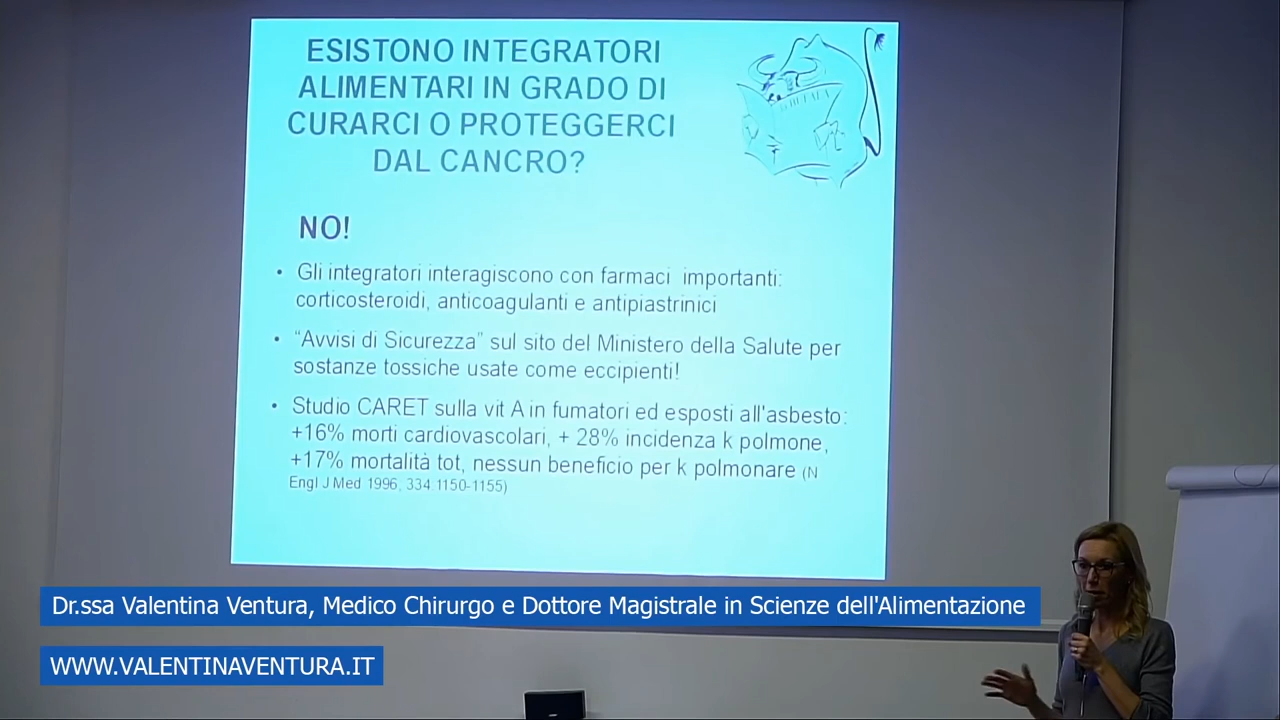 ESISTONO INTEGRATORI
ALIMENTARI IN GRADO DI
CURARCI O PROTEGGERCI
DAL CANCRO?
NO!
• Gli integratori interagiscono con farmaci importanti:
corticosteroidi, anticoagulanti e antipiastrinici
• "Avvisi di Sicurezza" sul sito del Ministero della Salute per
sostanze tossiche usate come eccipienti!
• Studio CARET sulla vit A in fumatori ed esposti all'asbesto:
+16% morti cardiovascolari, + 28% incidenza k polmone,
+17% mortalità tot, nessun beneficio per k polmonare (N
Engl J Med 1996, 334:1150-1155)
Dr.ssa Valentina Ventura, Medico Chirurgo e Dottore Magistrale in Scienze dell'Alimentazione
WWW.VALENTINAVENTURA.IT